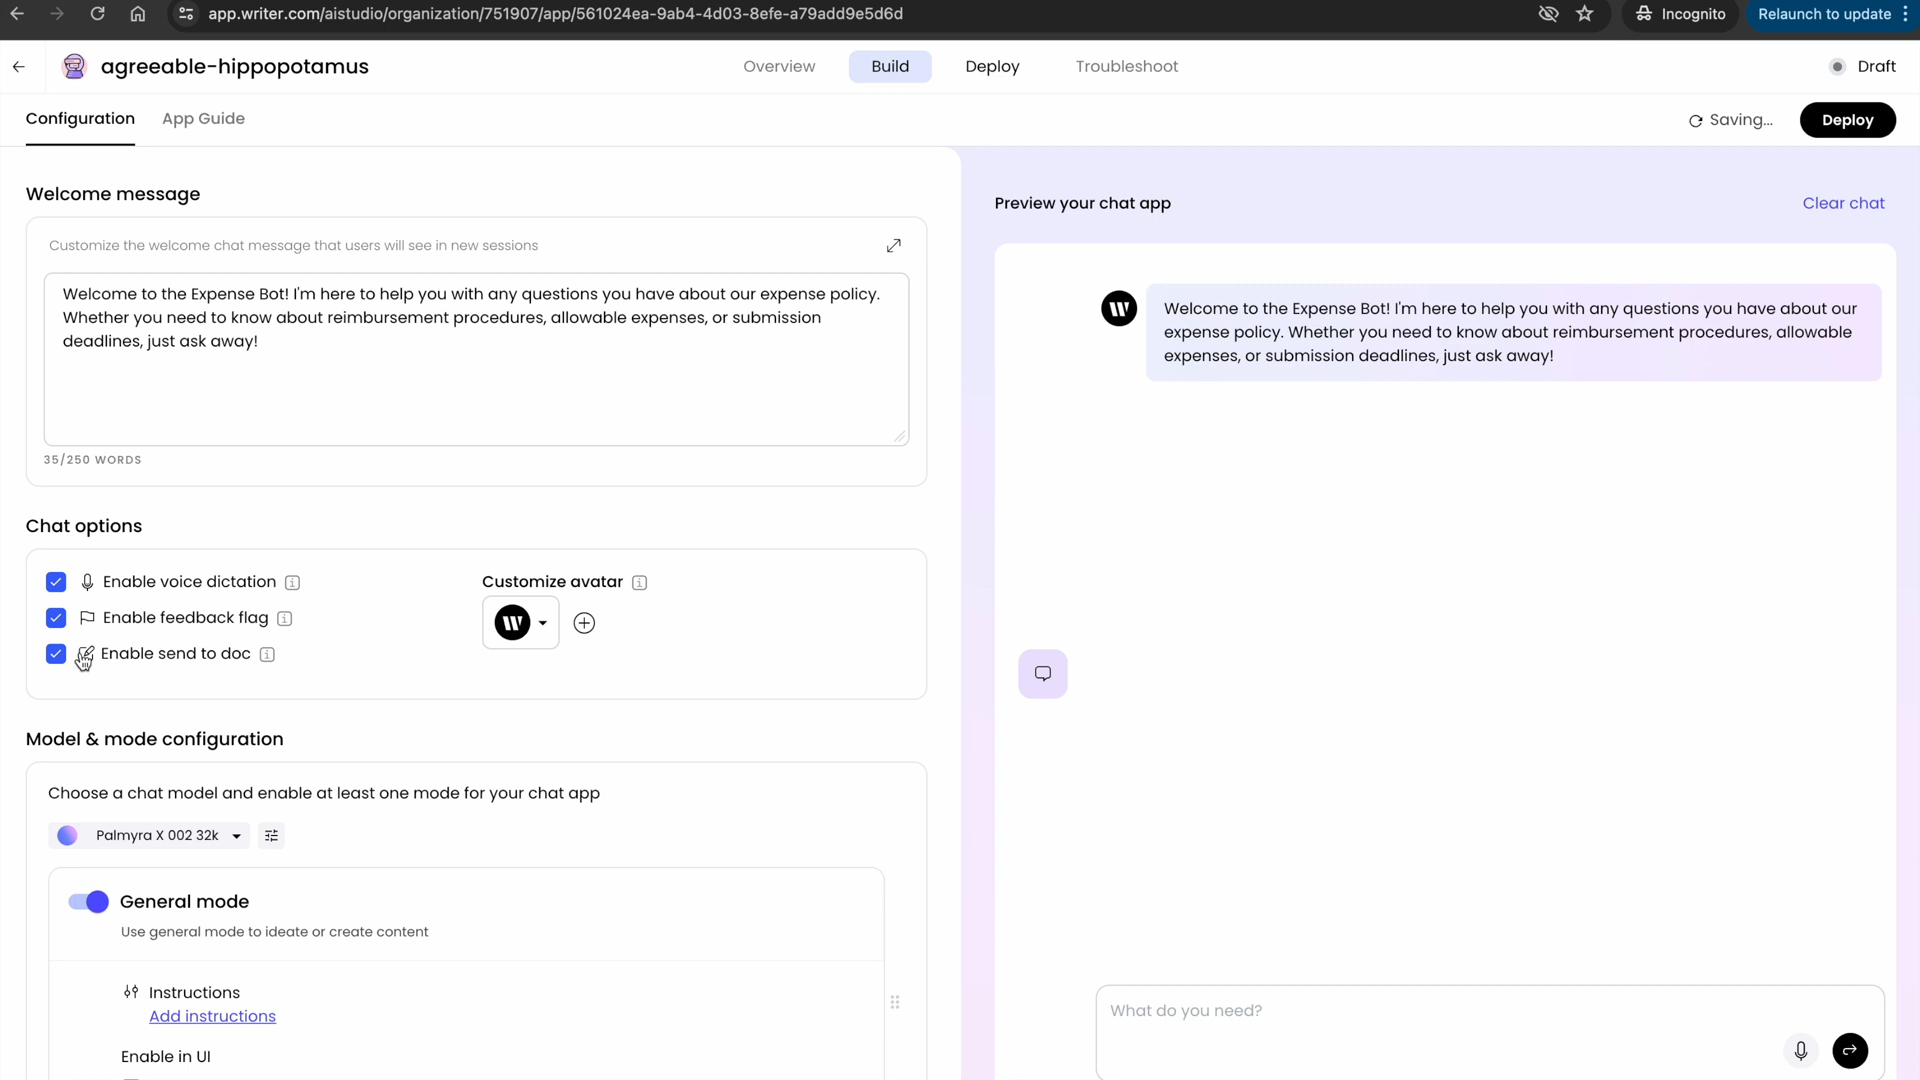 app.writer.com/aistudio/organization/751907/app/561024ea-9ab4-4d03-8efe-a79add9e5d6d
Incognito
Relaunch to update
agreeable-hippopotamus
Overview
Build
Deploy
Troubleshoot
Draft
Configuration
App Guide
Saving...
Deploy
Welcome message
Customize the welcome chat message that users will see in new sessions
Welcome to the Expense Bot! I'm here to help you with any questions you have about our expense policy.
Whether you need to know about reimbursement procedures, allowable expenses, or submission
deadlines, just ask away!
35/250 WORDS
Chat options
Enable voice dictation
Enable feedback flag
Enable send to doc
Customize avatar
Model & mode configuration
Choose a chat model and enable at least one mode for your chat app
Palmyra X 002 32k
General mode
Use general mode to ideate or create content
Instructions
Add instructions
Enable in UI
Preview your chat app
Clear chat
Welcome to the Expense Bot! I'm here to help you with any questions you have about our
expense policy. Whether you need to know about reimbursement procedures, allowable
expenses, or submission deadlines, just ask away!
What do you need?